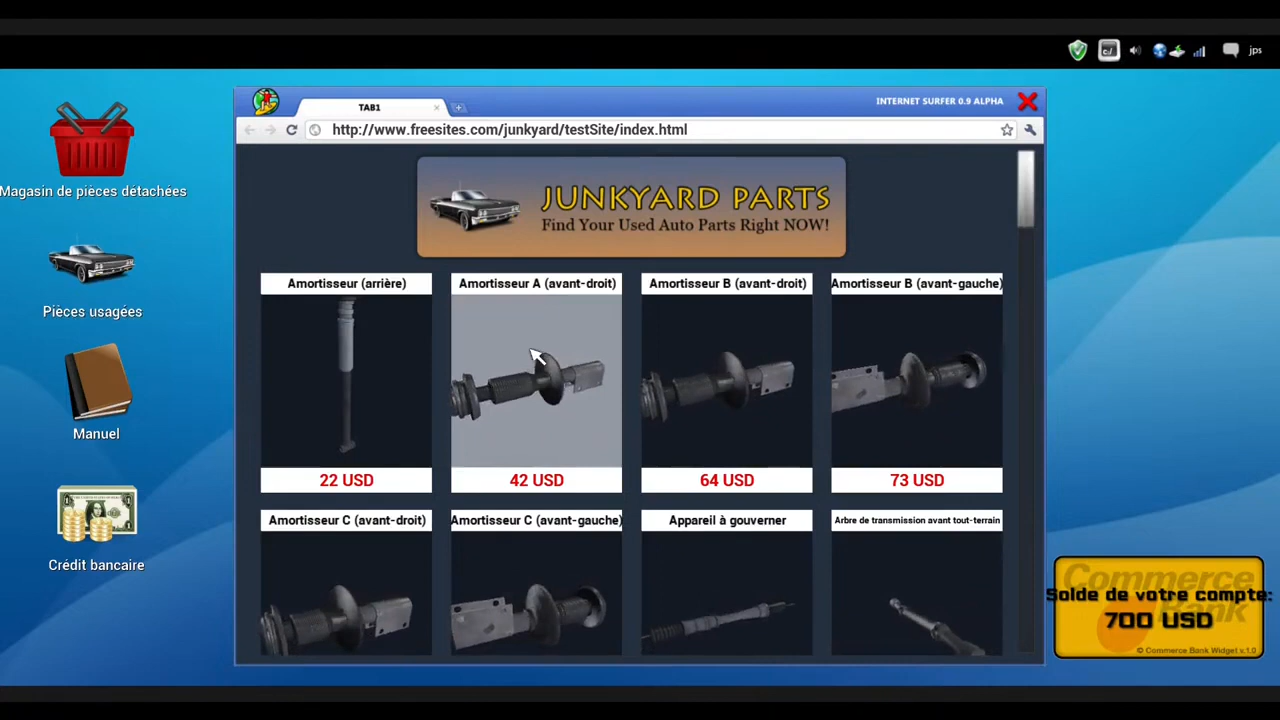 jps
TAB1
INTERNET SURFER 0.9 ALPHA
http://www.freesites.com/junkyard/testSite/index.html
JUNKYARD PARTS
Find Your Used Auto Parts Right NOW!
Magasin de pièces détachées
Pièces usagées
Manuel
Crédit bancaire
Amortisseur (arrière)
Amortisseur A (avant-droit)
Amortisseur B (avant-droit)
Amortisseur B (avant-gauche)
22 USD
42 USD
64 USD
73 USD
Amortisseur C (avant-droit)
Amortisseur C (avant-gauche)
Appareil à gouverner
Arbre de transmission avant tout-terrain
Commerce
Bank
Solde de votre compte:
700 USD
© Commerce Bank Widget v.1.0